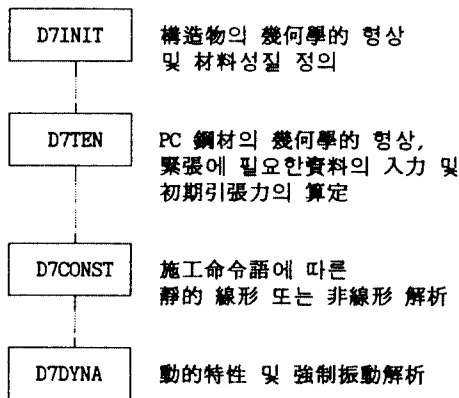 D7INIT 構造物의 幾何學的 형상
및 材料性質 정의
D7TEN PC 鋼材의 幾何學的 형상,
緊張에 필요한資料의 入力 및
初期引張力의 算定
D7CONST 施工命令語에 따른
靜的 線形 또는 非線形 解析
D7DYNA 動的特性 및 強制振動解析